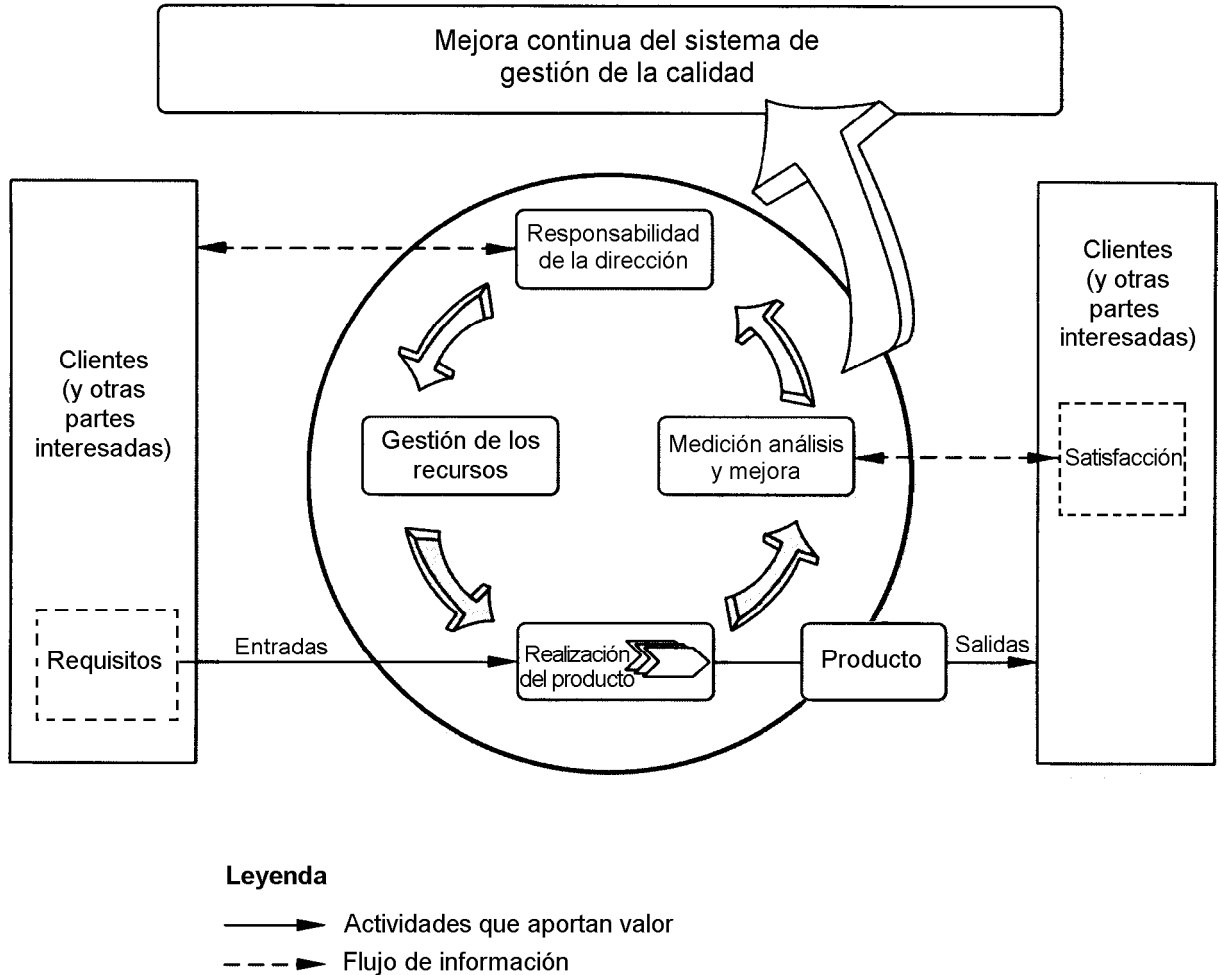 Mejora continua del sistema de
gestión de la calidad
Responsabilidad
de la dirección
Clientes
(y otras
partes
interesadas)
Clientes
(y otras
partes
interesadas)
Gestión de los
recursos
Medición análisis
y mejora
Satisfacción
Requisitos
Entradas
Realización
del producto
Producto
Salidas
Leyenda
Actividades que aportan valor
Flujo de información